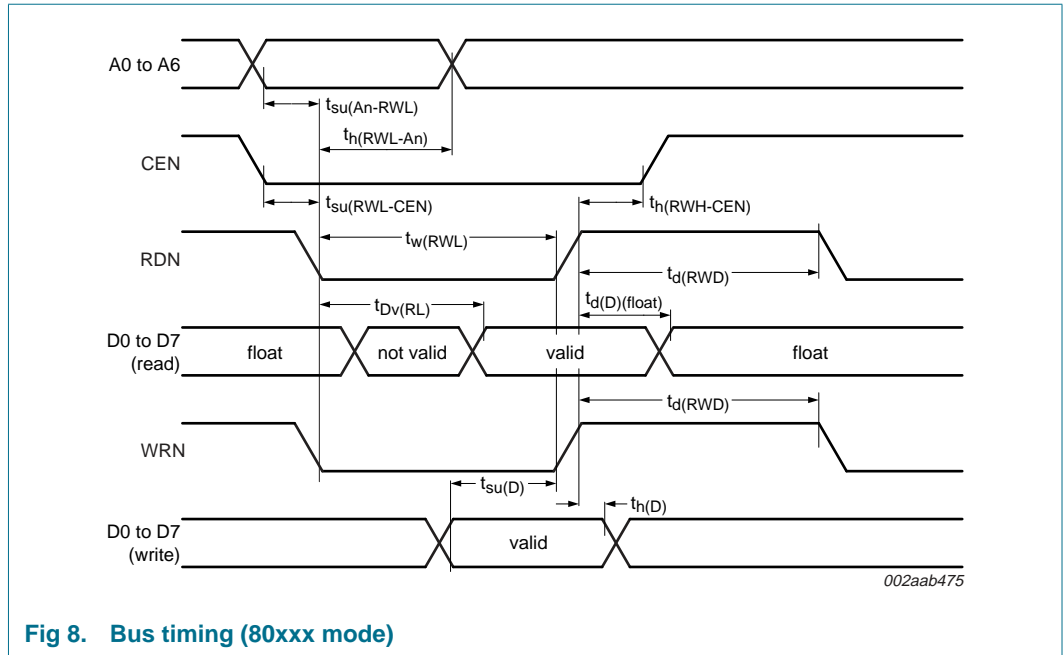 A0 to A6
tsu(An-RWL)
th(RWL-An)
CEN
tsu(RWL-CEN)
th(RWH-CEN)
RDN
tw(RWL)
td(RWD)
tDv(RL)
td(D)(float)
D0 to D7
(read)
float
not valid
valid
float
td(RWD)
WRN
tsu(D)
th(D)
D0 to D7
(write)
valid
002aab475
Fig 8. Bus timing (80xxx mode)